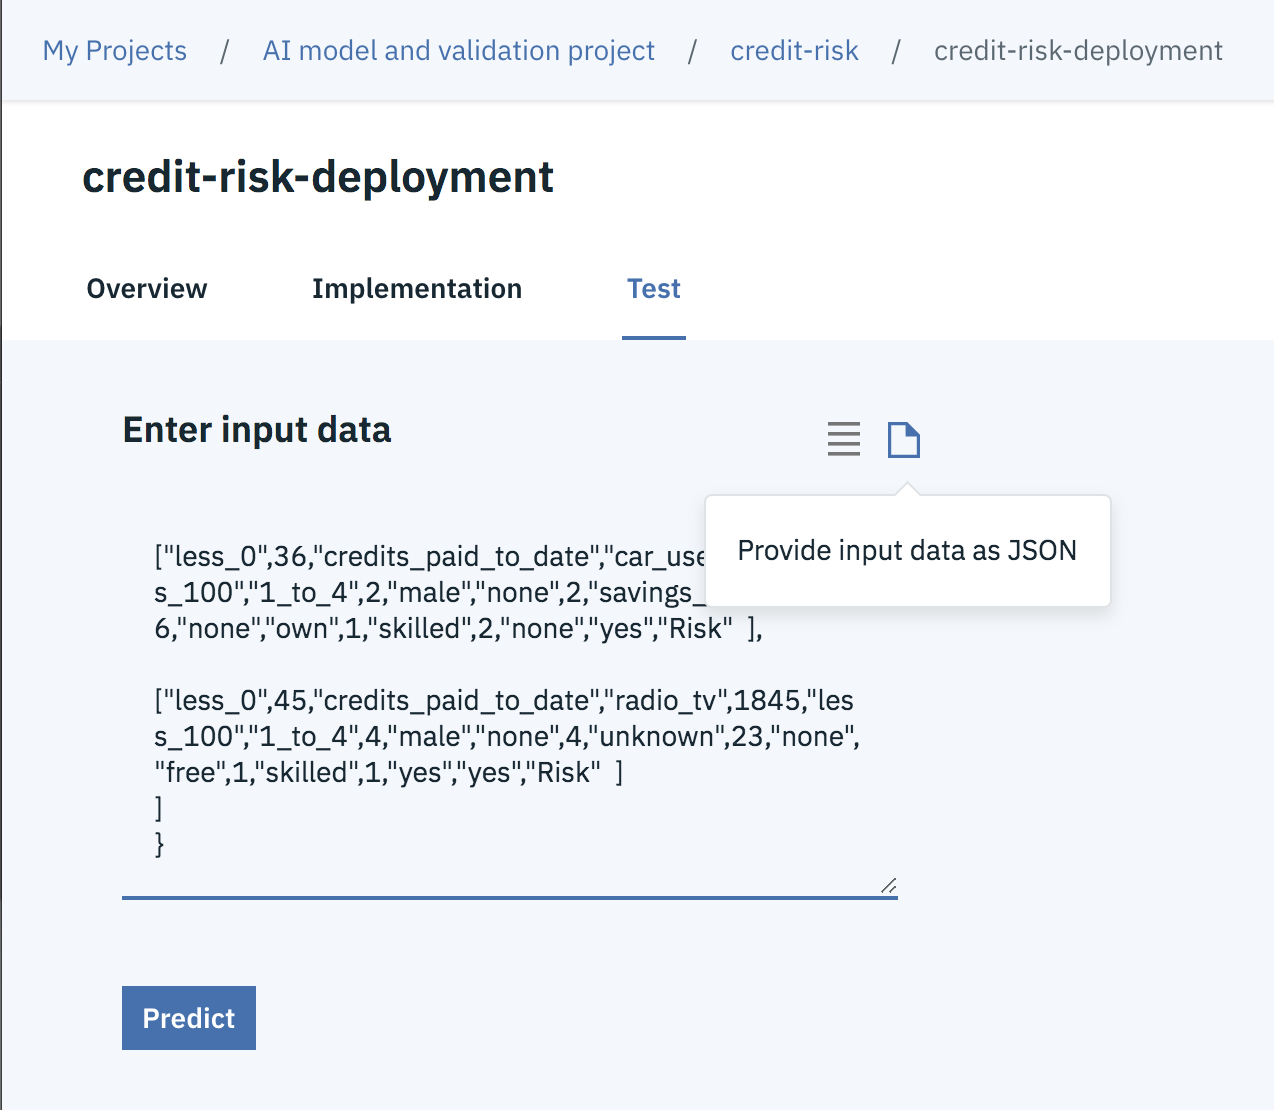 My Projects / AI model and validation project / credit-risk / credit-risk-deployment
credit-risk-deployment
Overview Implementation Test
Enter input data
Provide input data as JSON
["less_0",36,"credits_paid_to_date","car_use
s_100","1_to_4",2,"male","none",2,"savings_
6,"none","own",1,"skilled",2,"none","yes","Risk" ],
["less_0",45,"credits_paid_to_date","radio_tv",1845,"les
s_100","1_to_4",4,"male","none",4,"unknown",23,"none",
"free",1,"skilled",1,"yes","yes","Risk" ]
]
}
Predict